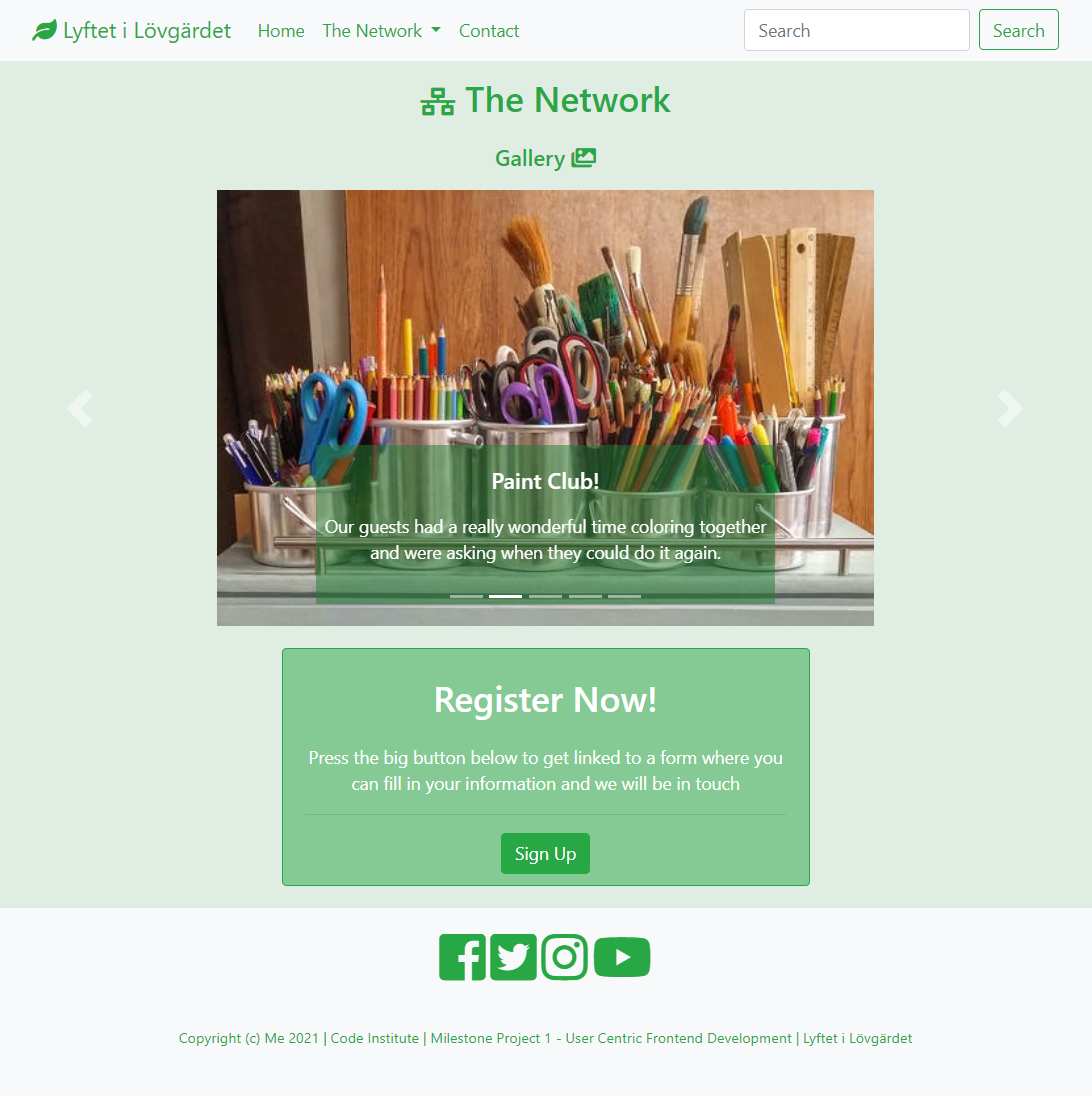 Lyftet i Lövgärdet Home The Network Contact Search Search
The Network
Gallery
Paint Club!
Our guests had a really wonderful time coloring together
and were asking when they could do it again.
Register Now!
Press the big button below to get linked to a form where you
can fill in your information and we will be in touch
Sign Up
Copyright (c) Me 2021 | Code Institute | Milestone Project 1 - User Centric Frontend Development | Lyftet i Lövgärdet